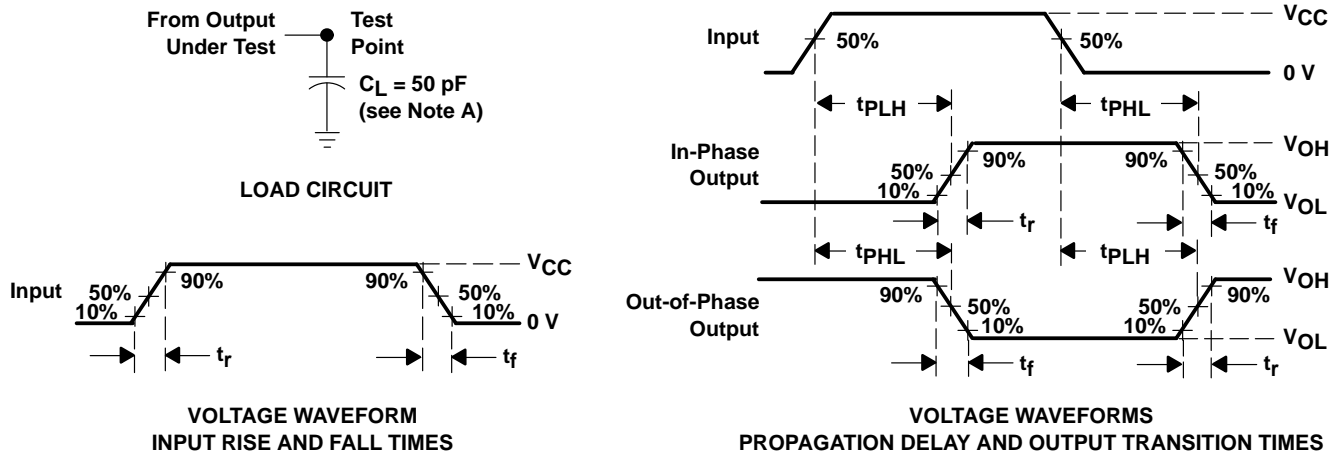 From Output
Under Test
Test
Point
CL = 50 pF
(see Note A)
LOAD CIRCUIT
Input
50%
10%
90%
90%
50%
10%
VCC
0 V
tr
tf
VOLTAGE WAVEFORM
INPUT RISE AND FALL TIMES
Input
50%
50%
VCC
0 V
tPLH
tPHL
In-Phase
Output
50%
10%
90%
90%
50%
10%
VOH
VOL
tr
tf
tPHL
tPLH
Out-of-Phase
Output
90%
50%
10%
50%
10%
90%
VOH
VOL
tf
tr
VOLTAGE WAVEFORMS
PROPAGATION DELAY AND OUTPUT TRANSITION TIMES